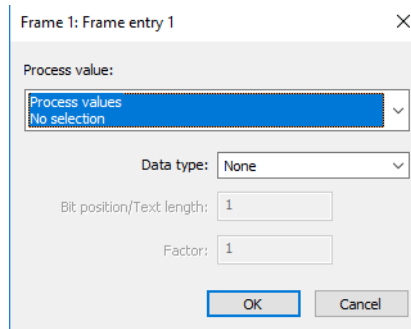 Frame 1: Frame entry 1
Process value:
Process values
No selection
Data type: None
Bit position/Text length: 1
Factor: 1
OK Cancel